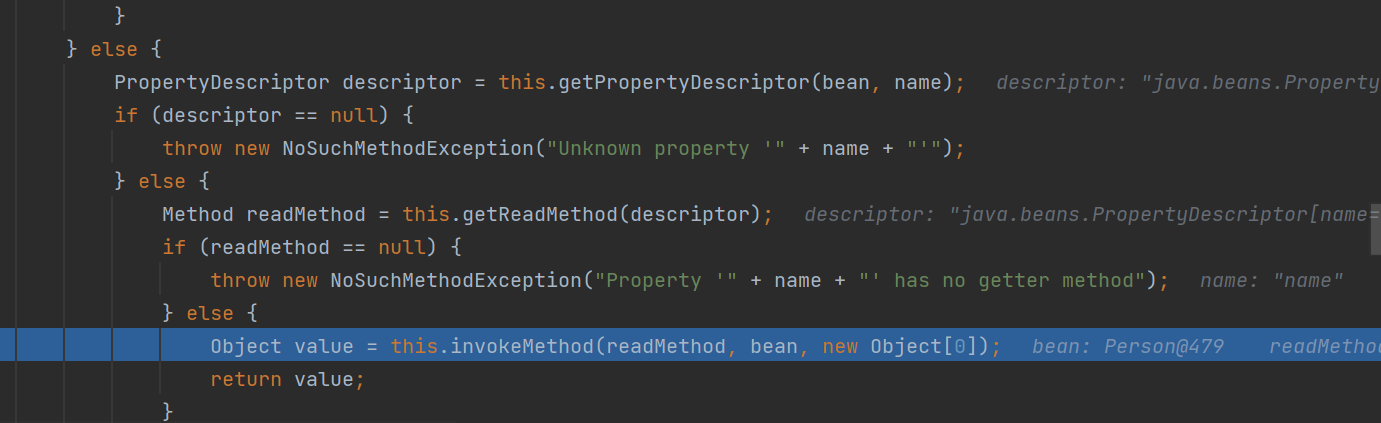 }
} else {
PropertyDescriptor descriptor = this.getPropertyDescriptor(bean, name); descriptor: "java.beans.Property
if (descriptor == null) {
throw new NoSuchMethodException("Unknown property '" + name + "'");
} else {
Method readMethod = this.getReadMethod(descriptor); descriptor: "java.beans.PropertyDescriptor[name=
if (readMethod == null) {
throw new NoSuchMethodException("Property '" + name + "' has no getter method"); name: "name"
} else {
Object value = this.invokeMethod(readMethod, bean, new Object[0]); bean: Person@479 readMethod
return value;
}